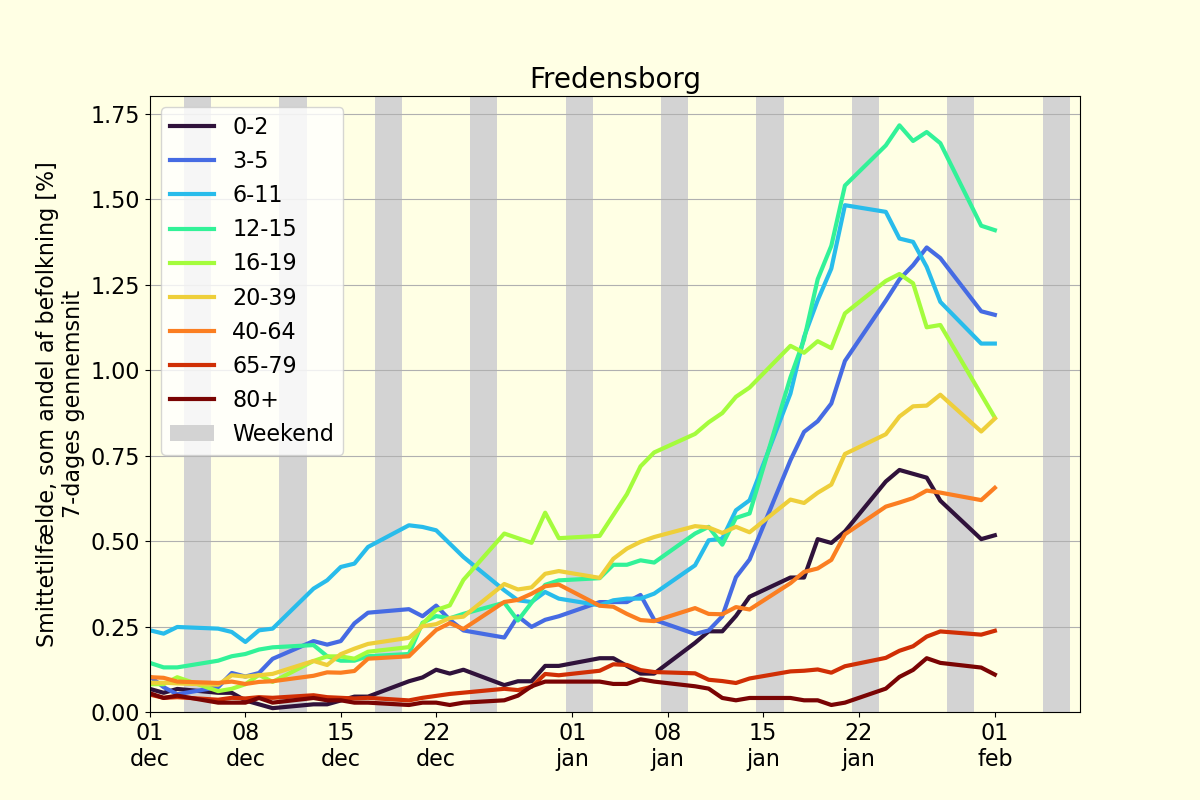 Fredensborg
Smittetilfælde, som andel af befolkning [%]
7-dages gennemsnit
1.75
1.50
1.25
1.00
0.75
0.50
0.25
0.00
0-2
3-5
6-11
12-15
16-19
20-39
40-64
65-79
80+
Weekend
01 08 15 22 01 08 15 22 01
dec dec dec dec jan jan jan jan feb